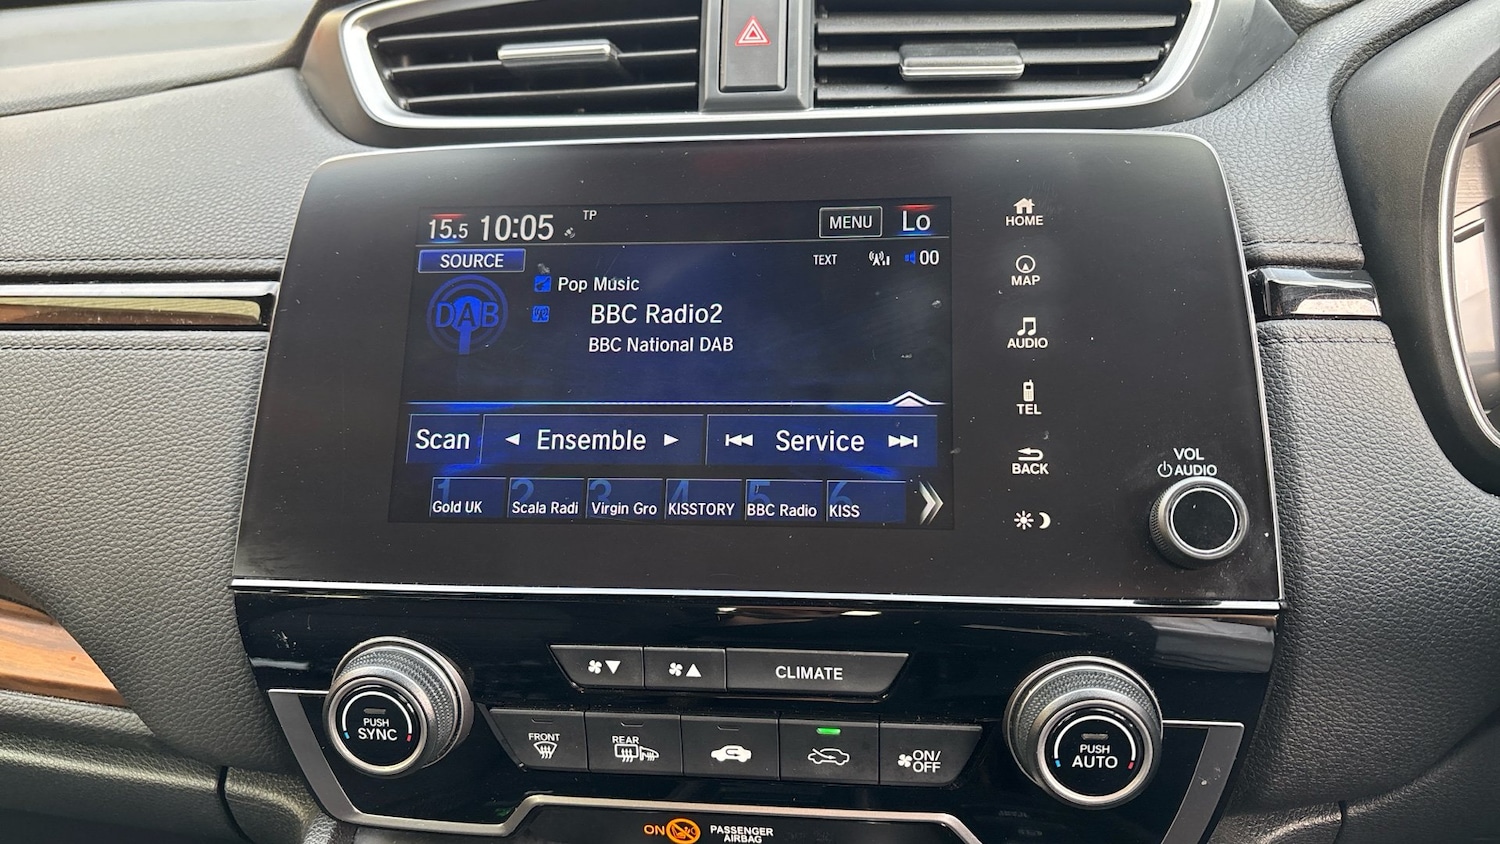 15.5 10:05 TP MENU Lo
SOURCE TEXT 00
DAB
Pop Music
BBC Radio2
BBC National DAB
Scan Ensemble Service
1 2 3 4 5 6
Gold UK Scala Radi Virgin Gro KISSTORY BBC Radio KISS
HOME
MAP
AUDIO
TEL
BACK
VOL
AUDIO
CLIMATE
PUSH
SYNC
FRONT
REAR
ON/
OFF
PUSH
AUTO
ON
PASSENGER
AIRBAG